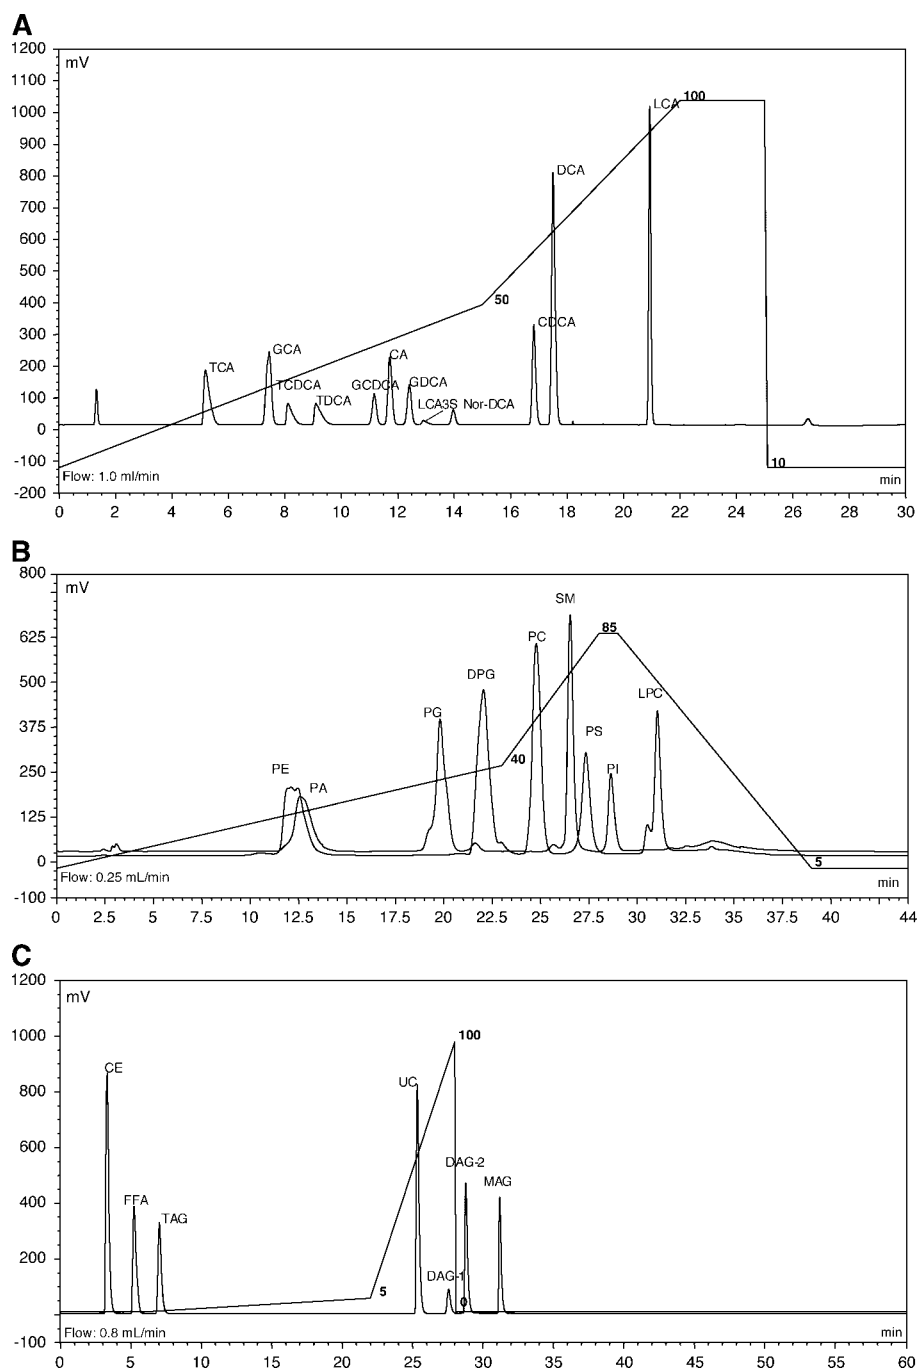 A
1200
mV
1100
1000
900
800
700
600
500
400
300
200
100
0
-100
-200
LCA
100
DCA
50
CDCA
GCA
TCA
CA
TCDCA
GCDCA
GDCA
TDCA
LCA3S
Nor-DCA
10
Flow: 1.0 ml/min
min
0 2 4 6 8 10 12 14 16 18 20 22 24 26 28 30
B
800
mV
625
500
375
250
125
0
-100
SM
85
PC
DPG
LPC
PG
PS
40
PE
PI
PA
5
Flow: 0.25 mL/min
min
0 2.5 5 7.5 10 12.5 15 17.5 20 22.5 25 27.5 30 32.5 35 37.5 40 44
C
1200
mV
1000
800
600
400
200
-100
100
CE
UC
DAG-2
MAG
FFA
TAG
DAG-1
5
0
Flow: 0.8 mL/min
min
0 5 10 15 20 25 30 35 40 45 50 55 60